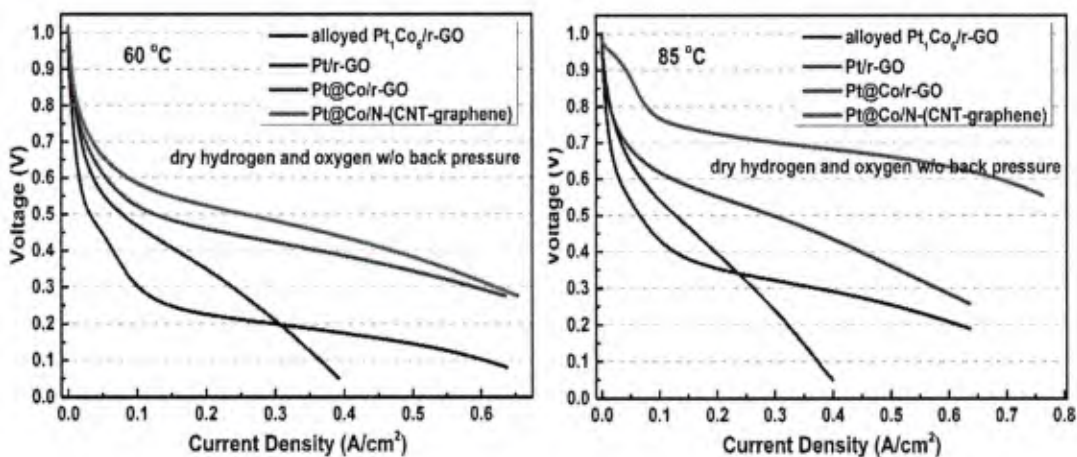 60 °C
alloyed Pt₁Co₆/r-GO
Pt/r-GO
Pt@Co/r-GO
Pt@Co/N-(CNT-graphene)
dry hydrogen and oxygen w/o back pressure
Voltage (V)
1.0
0.9
0.8
0.7
0.6
0.5
0.4
0.3
0.2
0.1
0.0
0.0 0.1 0.2 0.3 0.4 0.5 0.6
Current Density (A/cm²)
85 °C
alloyed Pt₁Co₆/r-GO
Pt/r-GO
Pt@Co/r-GO
Pt@Co/N-(CNT-graphene)
dry hydrogen and oxygen w/o back pressure
Voltage (V)
1.0
0.9
0.8
0.7
0.6
0.5
0.4
0.3
0.2
0.1
0.0
0.0 0.1 0.2 0.3 0.4 0.5 0.6 0.7 0.8
Current Density (A/cm²)